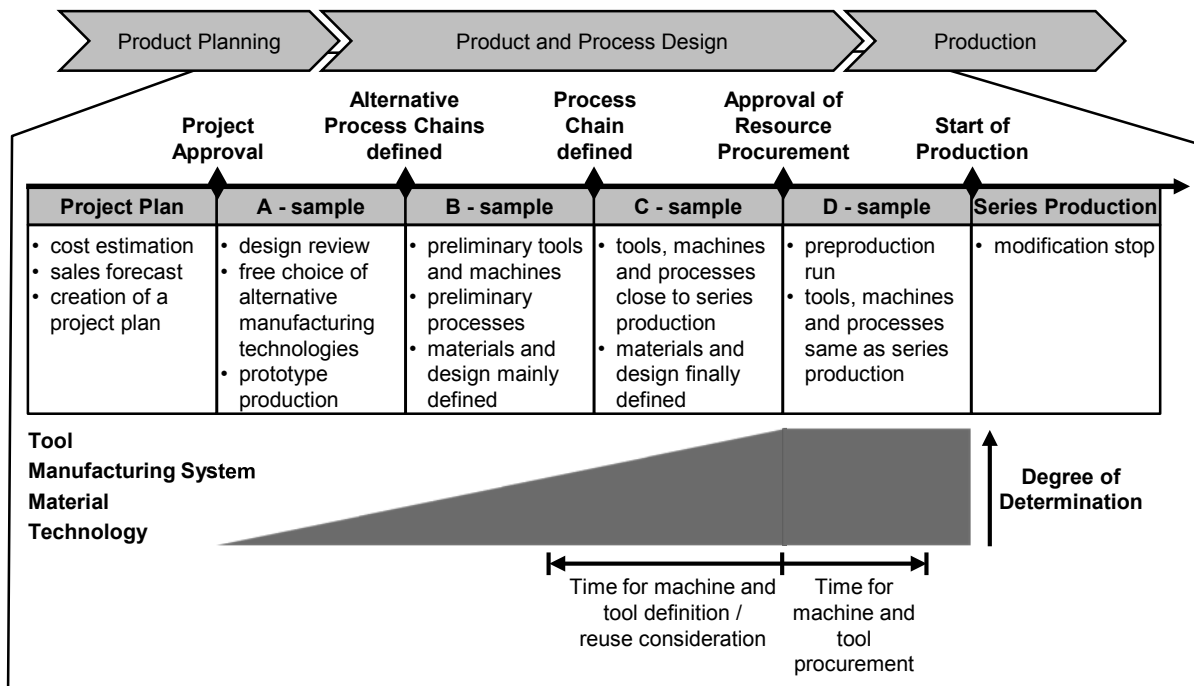 Product Planning
Product and Process Design
Production
Project
Approval
Alternative
Process Chains
defined
Process
Chain
defined
Approval of
Resource
Procurement
Start of
Production
Project Plan
A - sample
B - sample
C - sample
D - sample
Series Production
• cost estimation
• sales forecast
• creation of a
project plan
• design review
• free choice of
alternative
manufacturing
technologies
• prototype
production
• preliminary tools
and machines
• preliminary
processes
• materials and
design mainly
defined
• tools, machines
and processes
close to series
production
• materials and
design finally
defined
• preproduction
run
• tools, machines
and processes
same as series
production
• modification stop
Tool
Manufacturing System
Material
Technology
Degree of
Determination
Time for machine and
tool definition /
reuse consideration
Time for
machine and
tool
procurement